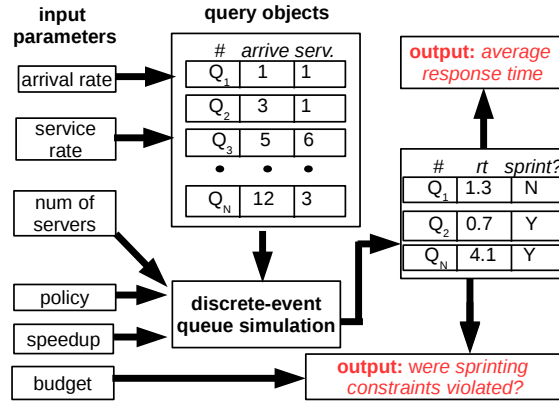 input
parameters
query objects
arrival rate
service
rate
num of
servers
policy
speedup
budget
# arrive serv.
Q1 1 1
Q2 3 1
Q3 5 6
• • •
QN 12 3
discrete-event
queue simulation
output: average
response time
# rt sprint?
Q1 1.3 N
Q2 0.7 Y
QN 4.1 Y
output: were sprinting
constraints violated?